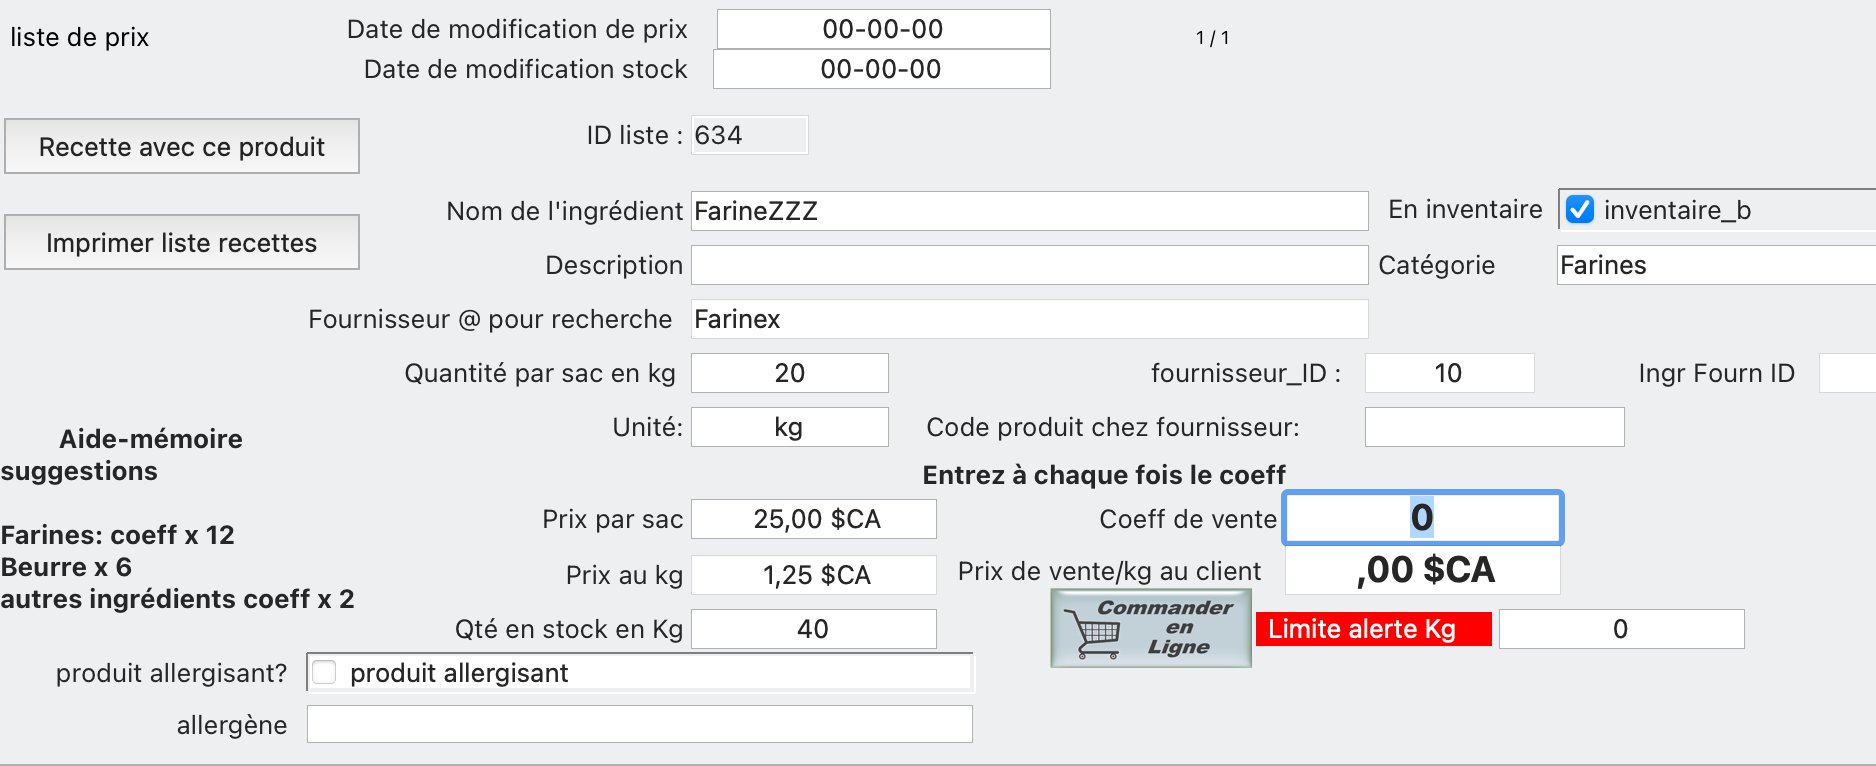 liste de prix
Date de modification de prix 00-00-00 1 / 1
Date de modification stock 00-00-00
Recette avec ce produit
ID liste : 634
Imprimer liste recettes
Nom de l'ingrédient FarineZZZ En inventaire inventaire_b
Description Catégorie Farines
Fournisseur @ pour recherche Farinex
Quantité par sac en kg 20 fournisseur_ID : 10 Ingr Fourn ID
Unité: kg Code produit chez fournisseur:
Aide-mémoire
suggestions
Entrez à chaque fois le coeff
Prix par sac 25,00 $CA Coeff de vente 0
Farines: coeff x 12
Beurre x 6
autres ingrédients coeff x 2
Prix au kg 1,25 $CA Prix de vente/kg au client ,00 $CA
Qté en stock en Kg 40
Commander
en
Ligne
Limite alerte Kg 0
produit allergisant? produit allergisant
allergène